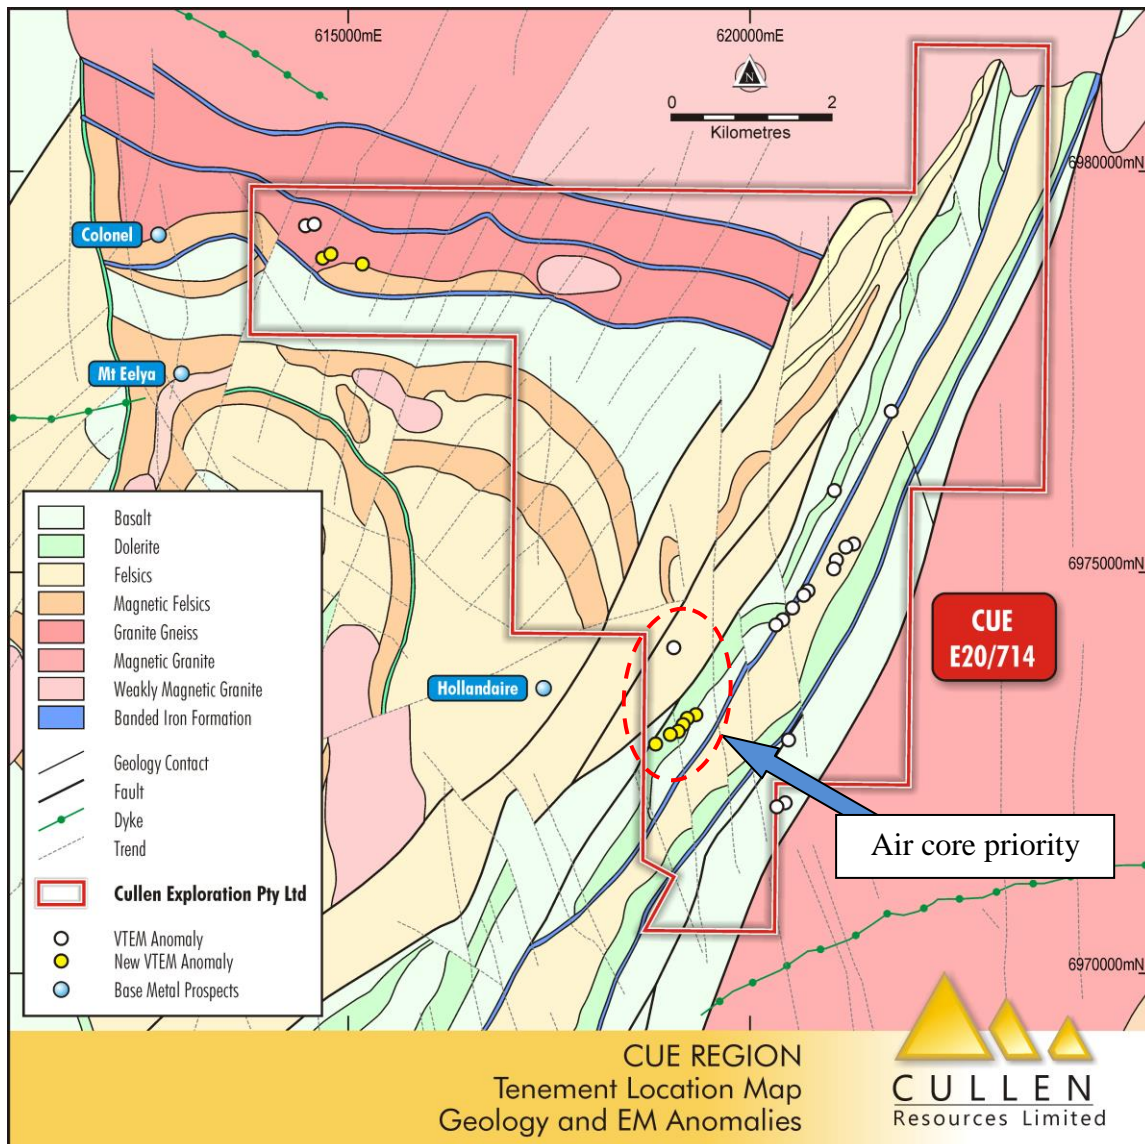 615000mE
620000mE
N
0
2
Kilometres
6980000mN
Colonel
Mt Eelya
Basalt
Dolerite
Felsics
Magnetic Felsics
Granite Gneiss
Magnetic Granite
Weakly Magnetic Granite
Banded Iron Formation
Geology Contact
Fault
Dyke
Trend
Cullen Exploration Pty Ltd
VTEM Anomaly
New VTEM Anomaly
Base Metal Prospects
6975000mN
CUE
E20/714
Hollandaire
Air core priority
6970000mN
CUE REGION
Tenement Location Map
Geology and EM Anomalies
CULLEN
Resources Limited